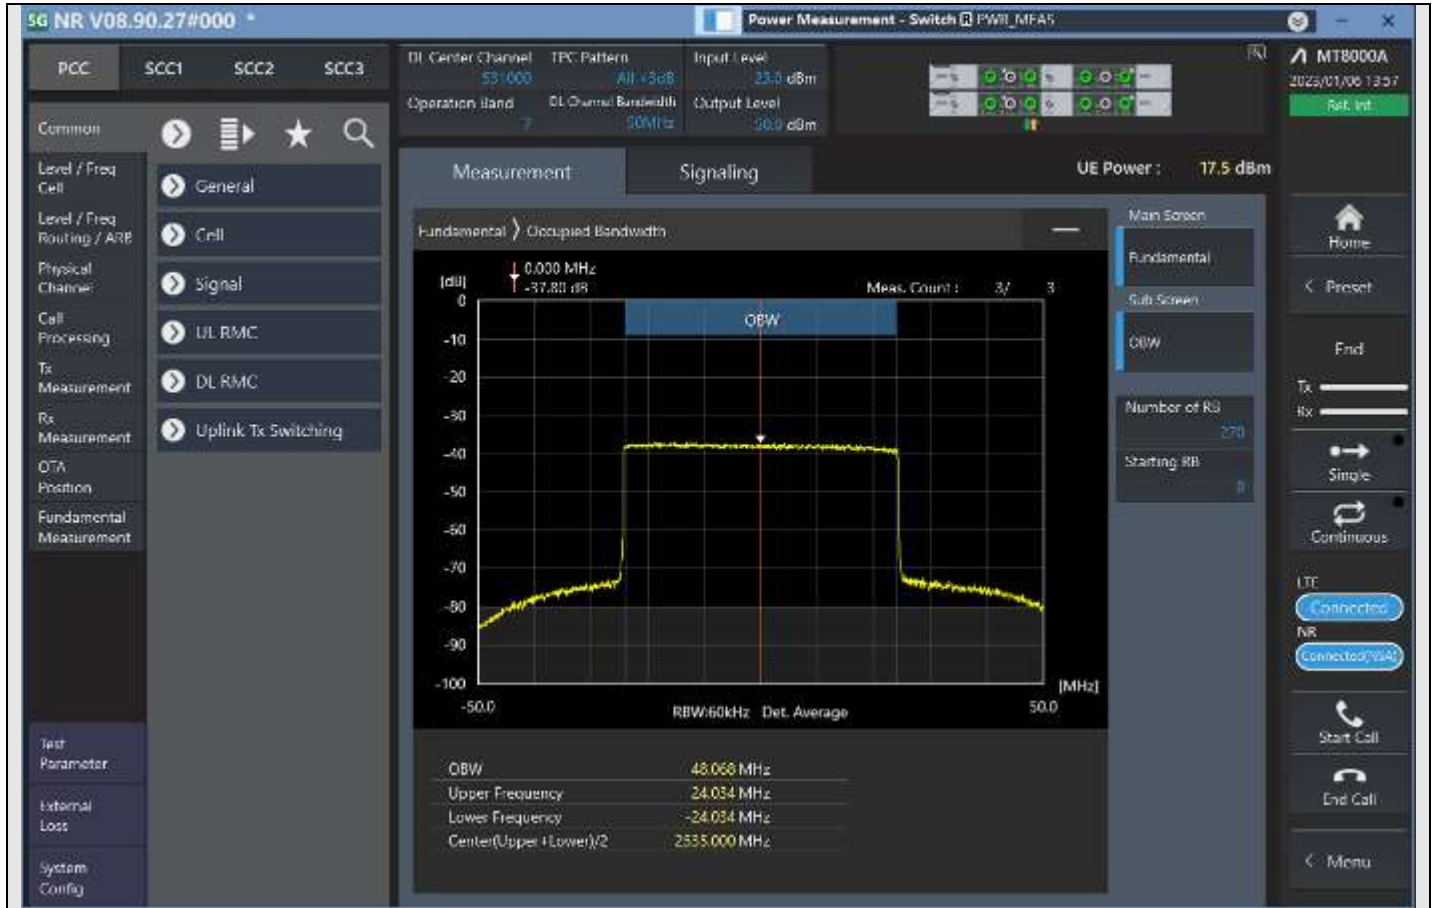 SG NR V08.90.27#000 *
Power Measurement - Switch R PWR_MEAS
PCC SCC1 SCC2 SCC3
DL Center Channel TPC Pattern Input Level
531000 All +3dB 23.0 dBm
Operation Band DL Channel Bandwidth Output Level
7 50MHz -50.0 dBm
MT8000A
2023/01/06 13:57
Ref. Int
Common
Level / Freq
Cell
Level / Freq
Routing / ARB
Physical
Channel
Call
Processing
Tx
Measurement
Rx
Measurement
OTA
Position
Fundamental
Measurement
Test
Parameter
External
Loss
System
Config
General
Cell
Signal
UL RMC
DL RMC
Uplink Tx Switching
Measurement Signaling
UE Power : 17.5 dBm
Fundamental > Occupied Bandwidth
0.000 MHz
-37.80 dB
Meas. Count : 3/ 3
[dB]
OBW
0
-10
-20
-30
-40
-50
-60
-70
-80
-90
-100
[MHz]
-50.0 50.0
RBW:60kHz Det. Average
OBW 48.068 MHz
Upper Frequency 24.034 MHz
Lower Frequency -24.034 MHz
Center(Upper+Lower)/2 2535.000 MHz
Main Screen
Fundamental
Sub Screen
OBW
Number of RB
270
Starting RB
0
Home
< Preset
End
Tx
Rx
Single
Continuous
LTE
Connected
NR
Connected(NSA)
Start Call
End Call
< Menu